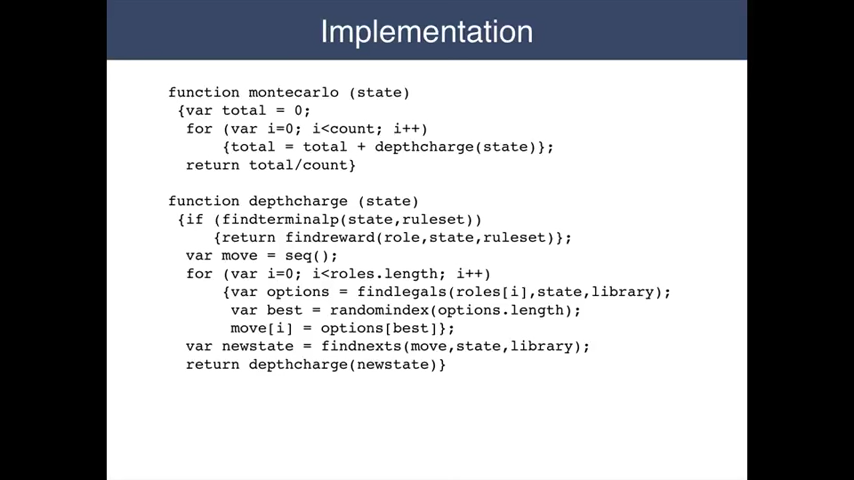 Implementation
function montecarlo (state)
{var total = 0;
for (var i=0; i<count; i++)
{total = total + depthcharge(state)};
return total/count}
function depthcharge (state)
{if (findterminalp(state,ruleset))
{return findreward(role,state,ruleset)};
var move = seq();
for (var i=0; i<roles.length; i++)
{var options = findlegals(roles[i],state,library);
var best = randomindex(options.length);
move[i] = options[best]};
var newstate = findnexts(move,state,library);
return depthcharge(newstate)}